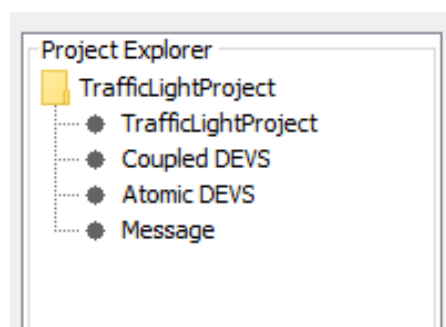 Project Explorer
TrafficLightProject
TrafficLightProject
Coupled DEVS
Atomic DEVS
Message